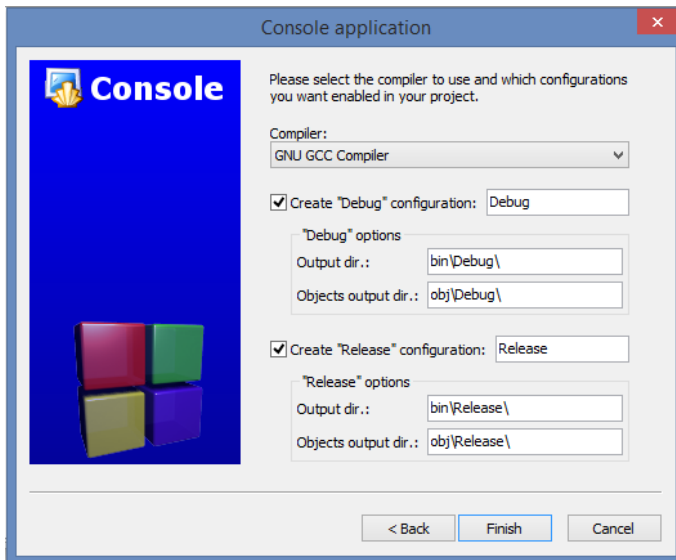 Console application
Console
Please select the compiler to use and which configurations
you want enabled in your project.
Compiler:
GNU GCC Compiler
Create "Debug" configuration: Debug
"Debug" options
Output dir.: bin\Debug\
Objects output dir.: obj\Debug\
Create "Release" configuration: Release
"Release" options
Output dir.: bin\Release\
Objects output dir.: obj\Release\
< Back Finish Cancel